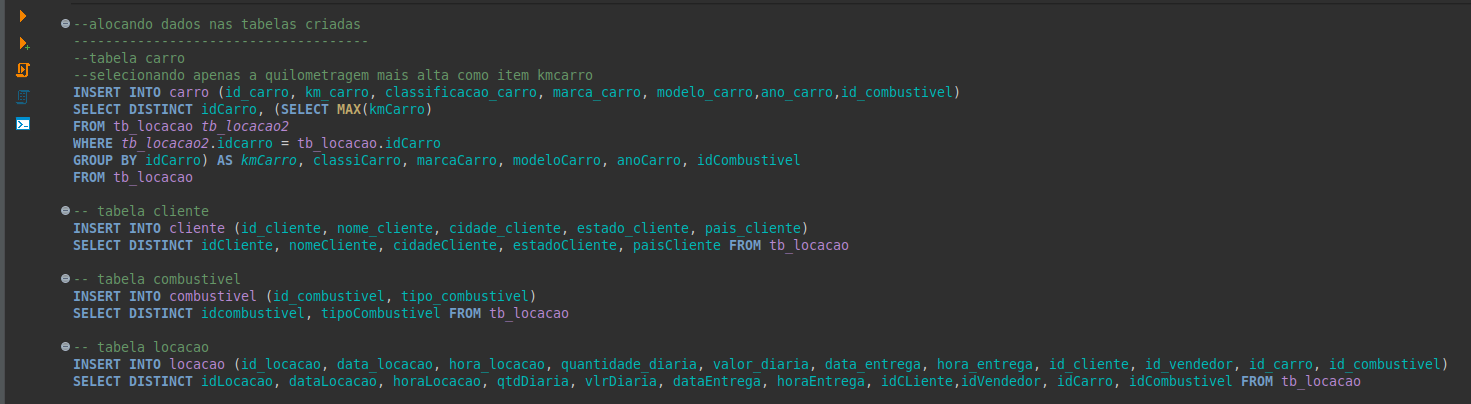 --alocando dados nas tabelas criadas
-------------------------------------
--tabela carro
--selecionando apenas a quilometragem mais alta como item kmcarro
INSERT INTO carro (id_carro, km_carro, classificacao_carro, marca_carro, modelo_carro,ano_carro,id_combustivel)
SELECT DISTINCT idCarro, (SELECT MAX(kmCarro)
FROM tb_locacao tb_locacao2
WHERE tb_locacao2.idcarro = tb_locacao.idCarro
GROUP BY idCarro) AS kmCarro, classiCarro, marcaCarro, modeloCarro, anoCarro, idCombustivel
FROM tb_locacao
-- tabela cliente
INSERT INTO cliente (id_cliente, nome_cliente, cidade_cliente, estado_cliente, pais_cliente)
SELECT DISTINCT idCliente, nomeCliente, cidadeCliente, estadoCliente, paisCliente FROM tb_locacao
-- tabela combustivel
INSERT INTO combustivel (id_combustivel, tipo_combustivel)
SELECT DISTINCT idcombustivel, tipoCombustivel FROM tb_locacao
-- tabela locacao
INSERT INTO locacao (id_locacao, data_locacao, hora_locacao, quantidade_diaria, valor_diaria, data_entrega, hora_entrega, id_cliente, id_vendedor, id_carro, id_combustivel)
SELECT DISTINCT idLocacao, dataLocacao, horaLocacao, qtdDiaria, vlrDiaria, dataEntrega, horaEntrega, idCLiente,idVendedor, idCarro, idCombustivel FROM tb_locacao